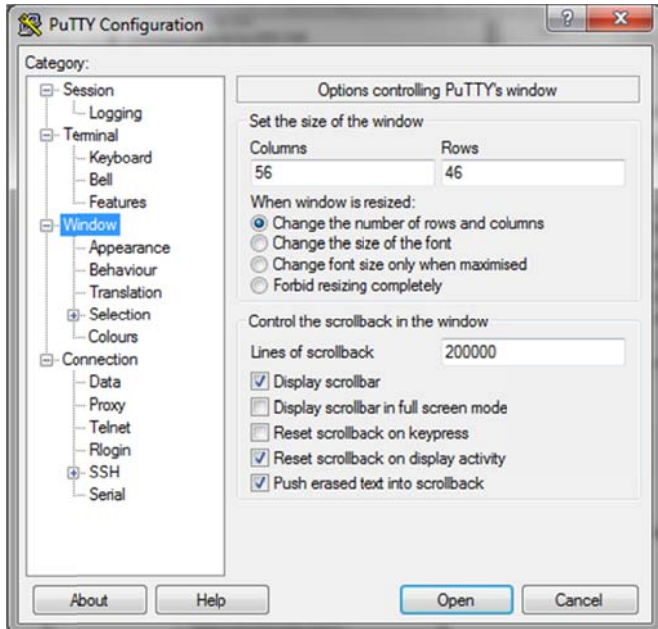 PuTTY Configuration
Category:
Session
Logging
Terminal
Keyboard
Bell
Features
Window
Appearance
Behaviour
Translation
Selection
Colours
Connection
Data
Proxy
Telnet
Rlogin
SSH
Serial
Options controlling PuTTY's window
Set the size of the window
Columns Rows
56 46
When window is resized:
Change the number of rows and columns
Change the size of the font
Change font size only when maximised
Forbid resizing completely
Control the scrollback in the window
Lines of scrollback 200000
Display scrollbar
Display scrollbar in full screen mode
Reset scrollback on keypress
Reset scrollback on display activity
Push erased text into scrollback
About Help Open Cancel